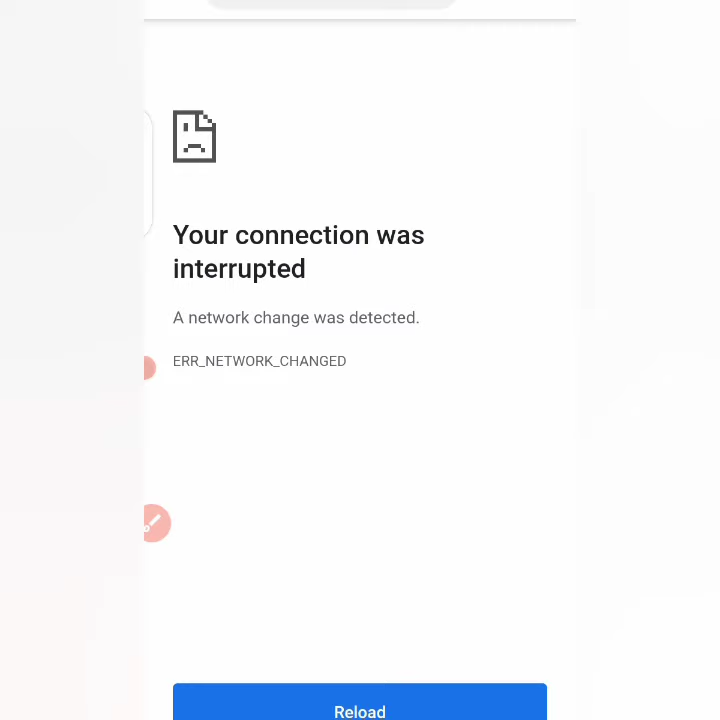 Your connection was
interrupted
A network change was detected.
ERR_NETWORK_CHANGED
Reload